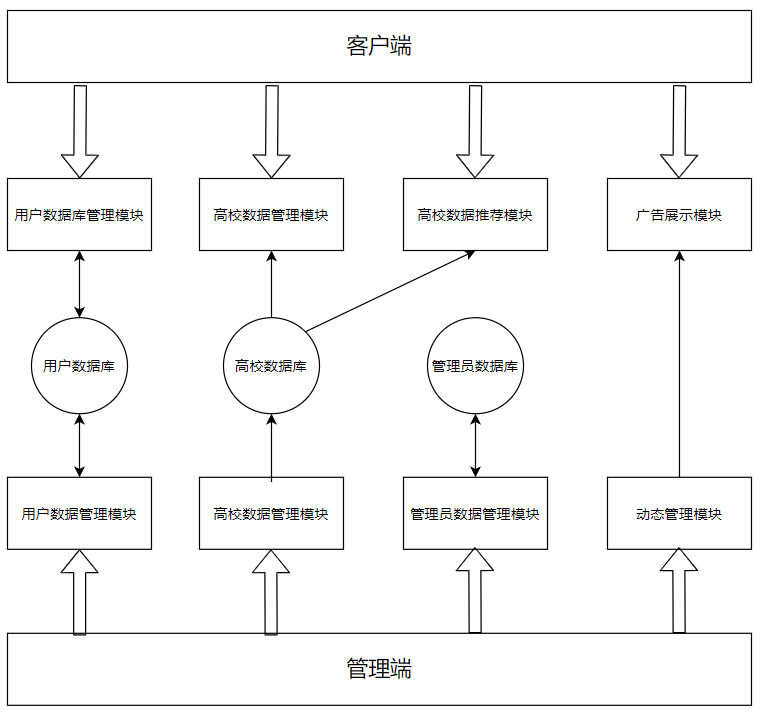 客户端
用户数据库管理模块
高校数据管理模块
高校数据推荐模块
广告展示模块
用户数据库
高校数据库
管理员数据库
用户数据管理模块
高校数据管理模块
管理员数据管理模块
动态管理模块
管理端